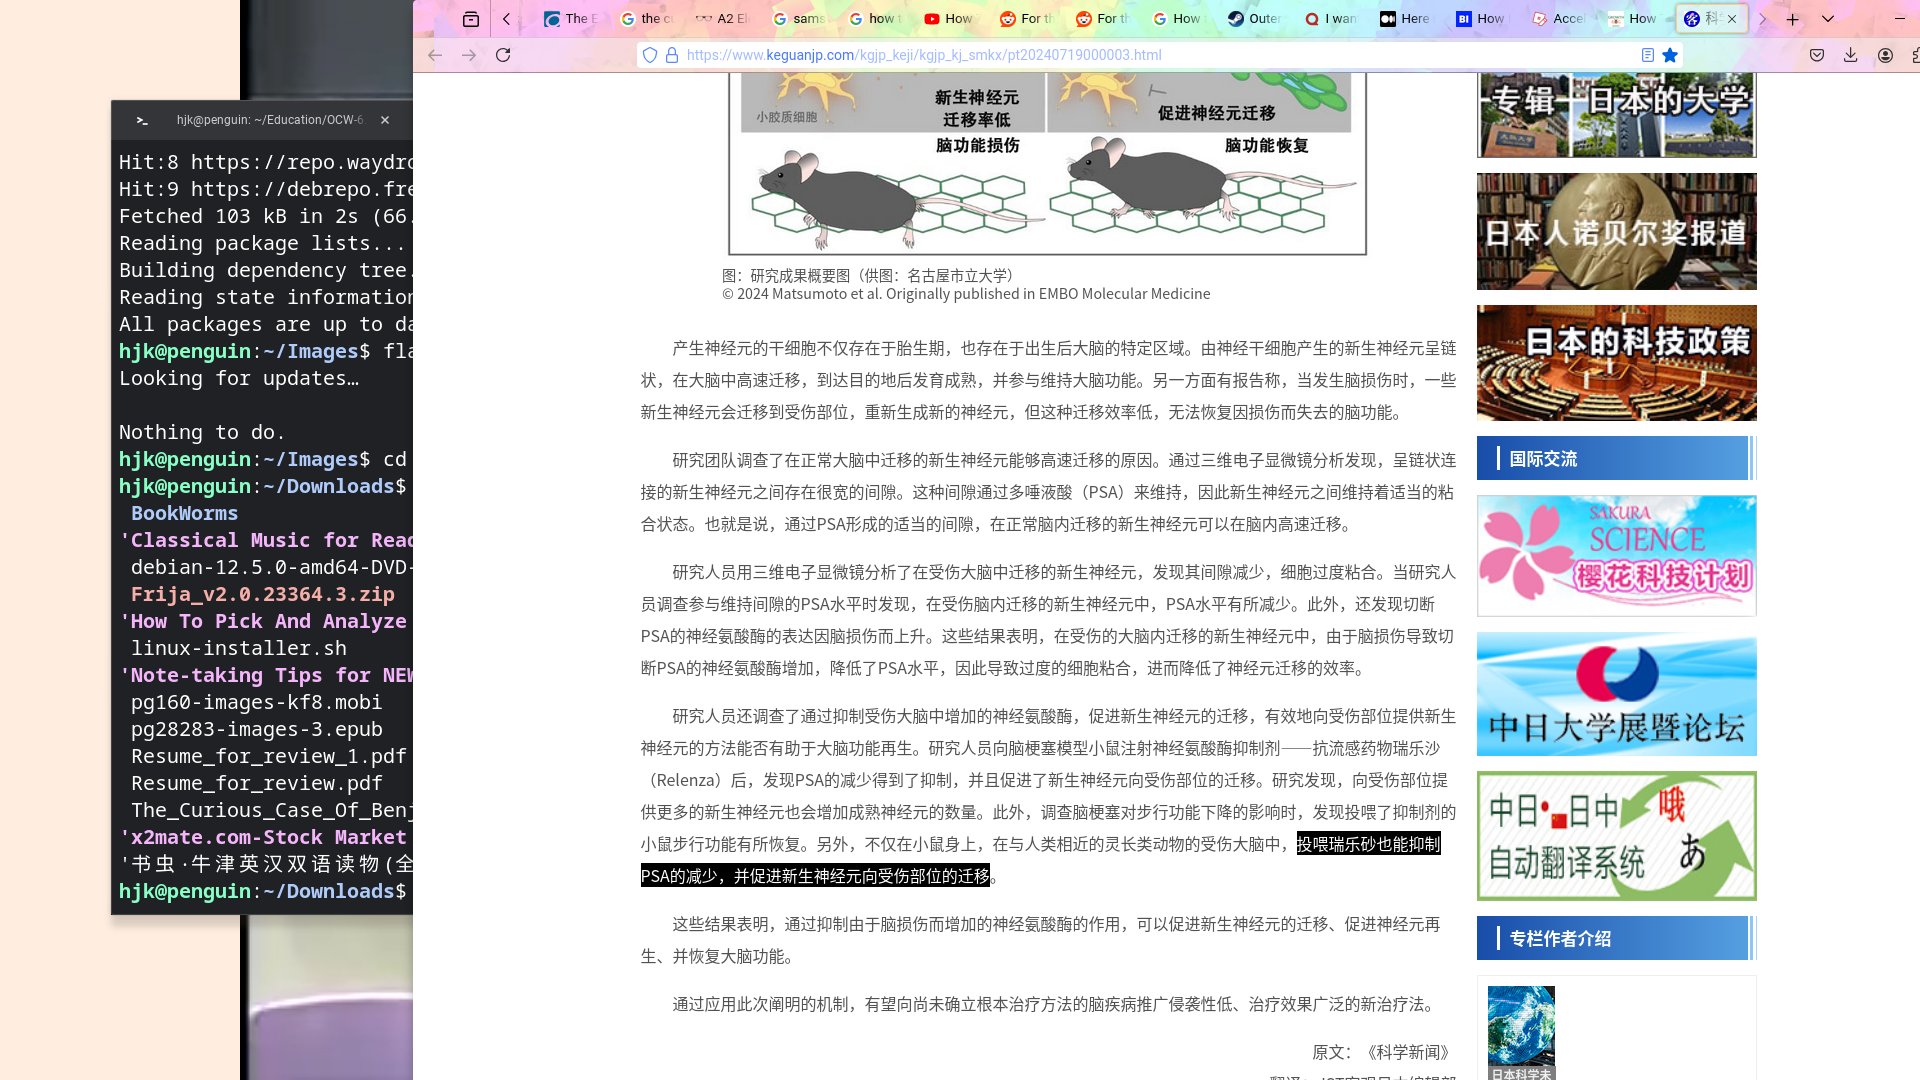 The E
the cu
A2 Ele
sams
how t
How
For th
For th
How t
Outer
I wan
Here
How
Accel
How
科
https://www.keguanjp.com/kgjp_keji/kgjp_kj_smkx/pt20240719000003.html
hjk@penguin: ~/Education/OCW-6
Hit:8 https://repo.waydro
Hit:9 https://debrepo.fre
Fetched 103 kB in 2s (66.
Reading package lists...
Building dependency tree.
Reading state information
All packages are up to da
hjk@penguin:~/Images$ fla
Looking for updates…
Nothing to do.
hjk@penguin:~/Images$ cd
hjk@penguin:~/Downloads$
BookWorms
'Classical Music for Read
debian-12.5.0-amd64-DVD-
Frija_v2.0.23364.3.zip
'How To Pick And Analyze
linux-installer.sh
'Note-taking Tips for NEW
pg160-images-kf8.mobi
pg28283-images-3.epub
Resume_for_review_1.pdf
Resume_for_review.pdf
The_Curious_Case_Of_Benj
'x2mate.com-Stock Market
'书虫·牛津英汉双语读物(全
hjk@penguin:~/Downloads$
小胶质细胞
新生神经元
迁移率低
脑功能损伤
促进神经元迁移
脑功能恢复
图：研究成果概要图（供图：名古屋市立大学）
© 2024 Matsumoto et al. Originally published in EMBO Molecular Medicine
产生神经元的干细胞不仅存在于胎生期，也存在于出生后大脑的特定区域。由神经干细胞产生的新生神经元呈链
状，在大脑中高速迁移，到达目的地后发育成熟，并参与维持大脑功能。另一方面有报告称，当发生脑损伤时，一些
新生神经元会迁移到受伤部位，重新生成新的神经元，但这种迁移效率低，无法恢复因损伤而失去的脑功能。
研究团队调查了在正常大脑中迁移的新生神经元能够高速迁移的原因。通过三维电子显微镜分析发现，呈链状连
接的新生神经元之间存在很宽的间隙。这种间隙通过多唾液酸（PSA）来维持，因此新生神经元之间维持着适当的粘
合状态。也就是说，通过PSA形成的适当的间隙，在正常脑内迁移的新生神经元可以在脑内高速迁移。
研究人员用三维电子显微镜分析了在受伤大脑中迁移的新生神经元，发现其间隙减少，细胞过度粘合。当研究人
员调查参与维持间隙的PSA水平时发现，在受伤脑内迁移的新生神经元中，PSA水平有所减少。此外，还发现切断
PSA的神经氨酸酶的表达因脑损伤而上升。这些结果表明，在受伤的大脑内迁移的新生神经元中，由于脑损伤导致切
断PSA的神经氨酸酶增加，降低了PSA水平，因此导致过度的细胞粘合，进而降低了神经元迁移的效率。
研究人员还调查了通过抑制受伤大脑中增加的神经氨酸酶，促进新生神经元的迁移，有效地向受伤部位提供新生
神经元的方法能否有助于大脑功能再生。研究人员向脑梗塞模型小鼠注射神经氨酸酶抑制剂——抗流感药物瑞乐沙
（Relenza）后，发现PSA的减少得到了抑制，并且促进了新生神经元向受伤部位的迁移。研究发现，向受伤部位提
供更多的新生神经元也会增加成熟神经元的数量。此外，调查脑梗塞对步行功能下降的影响时，发现投喂了抑制剂的
小鼠步行功能有所恢复。另外，不仅在小鼠身上，在与人类相近的灵长类动物的受伤大脑中，投喂瑞乐砂也能抑制
PSA的减少，并促进新生神经元向受伤部位的迁移。
这些结果表明，通过抑制由于脑损伤而增加的神经氨酸酶的作用，可以促进新生神经元的迁移、促进神经元再
生、并恢复大脑功能。
通过应用此次阐明的机制，有望向尚未确立根本治疗方法的脑疾病推广侵袭性低、治疗效果广泛的新治疗法。
原文：《科学新闻》
翻译：JST客观日本编辑部
专辑 日本的大学
日本人诺贝尔奖报道
日本的科技政策
国际交流
SAKURA
SCIENCE
樱花科技计划
中日大学展暨论坛
中日 日中
哦
あ
自动翻译系统
专栏作者介绍
日本科学未